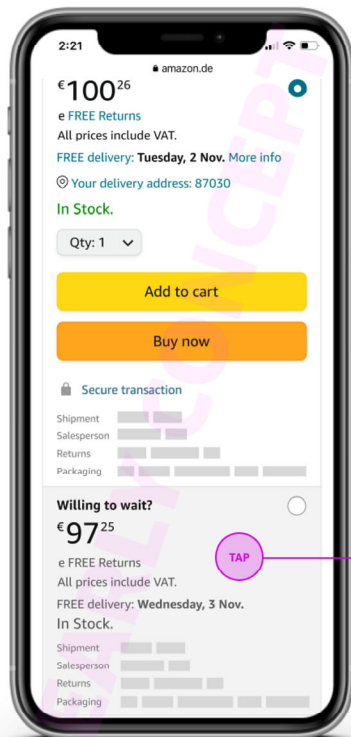 2:21
amazon.de
€100 26
e FREE Returns
All prices include VAT.
FREE delivery: Tuesday, 2 Nov. More info
Your delivery address: 87030
In Stock.
Qty: 1
Add to cart
Buy now
Secure transaction
Shipment
Salesperson
Returns
Packaging
Willing to wait?
€97 25
e FREE Returns
All prices include VAT.
FREE delivery: Wednesday, 3 Nov.
In Stock.
Shipment
Salesperson
Returns
Packaging
TAP
EARLY CONCEPT